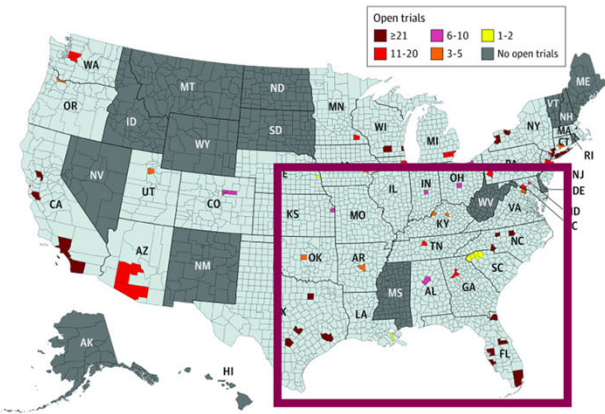 Open trials
≥21 6-10 1-2
11-20 3-5 No open trials
WA
MT
ND
MN
ME
VT
NH
OR
ID
SD
WI
MI
NY
MA
CT
RI
WY
PA
NJ
NV
UT
CO
E
IL
IN
OH
WV
DE
CA
KS
MO
KY
VA
ID
C
AZ
NM
OK
AR
TN
NC
SC
X
LA
MS
AL
GA
AK
HI
FL